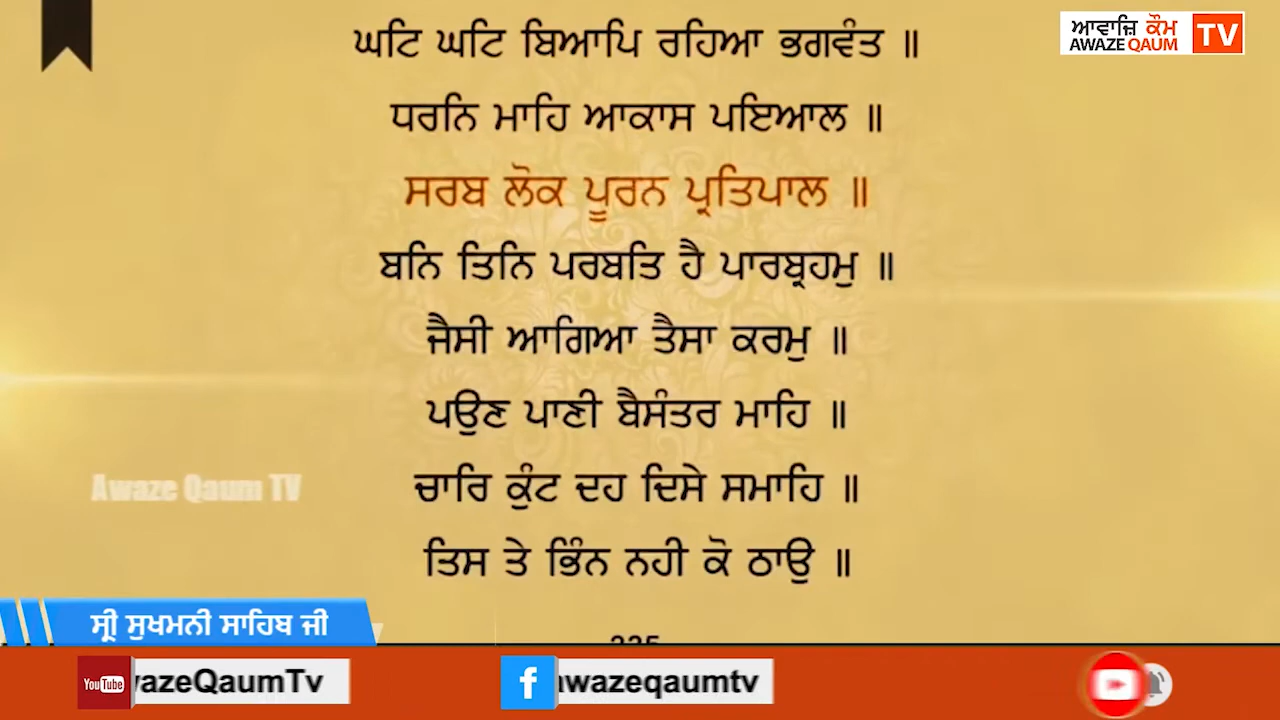 ਆਵਾਜ਼ਿ ਕੌਮ
AWAZE QAUM
TV
ਘਟਿ ਘਟਿ ਬਿਆਪਿ ਰਹਿਆ ਭਗਵੰਤ ॥
ਧਰਨਿ ਮਾਹਿ ਆਕਾਸ ਪਇਆਲ ॥
ਸਰਬ ਲੋਕ ਪੂਰਨ ਪ੍ਰਤਿਪਾਲ ॥
ਬਨਿ ਤਿਨਿ ਪਰਬਤਿ ਹੈ ਪਾਰਬ੍ਰਹਮੁ ॥
ਜੈਸੀ ਆਗਿਆ ਤੈਸਾ ਕਰਮੁ ॥
ਪਉਣ ਪਾਣੀ ਬੈਸੰਤਰ ਮਾਹਿ ॥
ਚਾਰਿ ਕੁੰਟ ਦਹ ਦਿਸੇ ਸਮਾਹਿ ॥
ਤਿਸ ਤੇ ਭਿੰਨ ਨਹੀ ਕੋ ਠਾਉ ॥
Awaze Qaum TV
ਸ੍ਰੀ ਸੁਖਮਨੀ ਸਾਹਿਬ ਜੀ
YouTube
azeQaumTv
f
awazeqaumtv